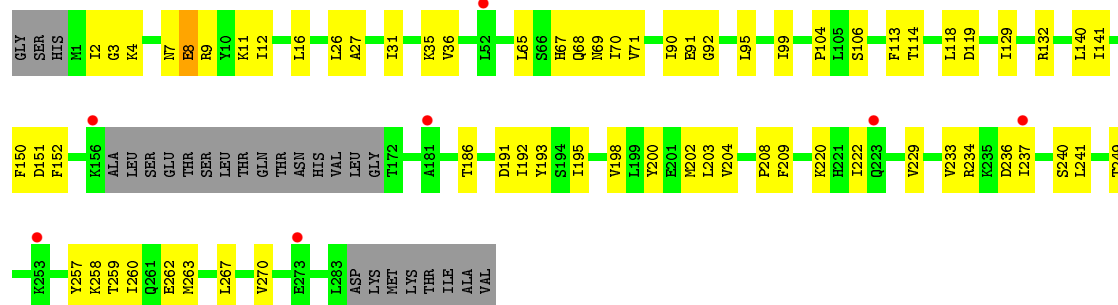 GLY SER HIS M1 I2 G3 K4 N7 E8 R9 Y10 K11 I12 L16 L26 A27 I31 K35 V36 L52 L65 S66 H67 Q68 N69 I70 V71 I90 E91 G92 L95 I99 P104 L105 S106 F113 T114 L118 D119 I129 R132 L140 I141
F150 D151 F152 K156 ALA LEU SER GLU THR SER LEU THR GLN THR ASN HIS VAL LEU GLY T172 A181 T186 D191 I192 Y193 S194 I195 V198 L199 Y200 E201 M202 L203 V204 P208 F209 K220 H221 I222 Q223 V229 V233 R234 K235 D236 I237 S240 L241 T249
K253 Y257 K258 T259 I260 Q261 E262 M263 L267 V270 E273 L283 ASP LYS MET LYS THR ILE ALA VAL